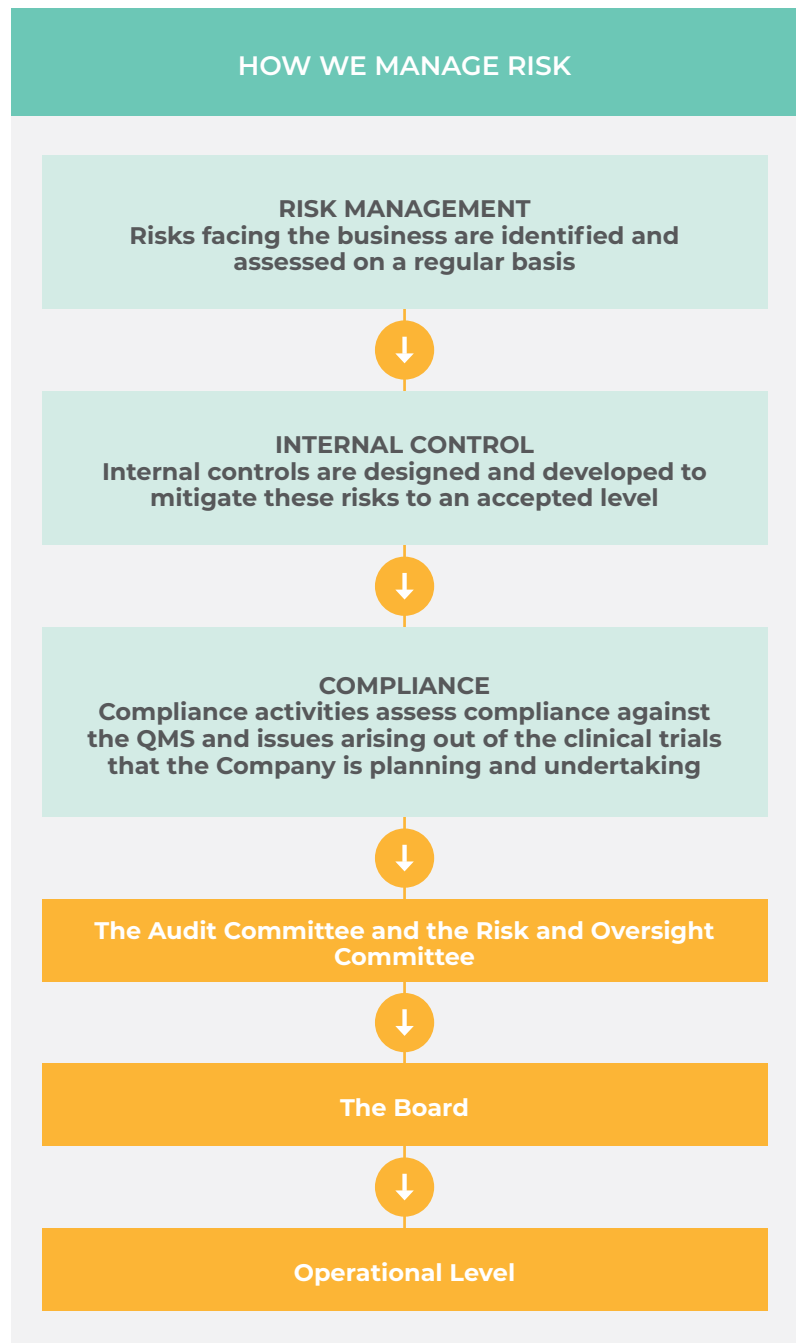 HOW WE MANAGE RISK
RISK MANAGEMENT
Risks facing the business are identified and
assessed on a regular basis
INTERNAL CONTROL
Internal controls are designed and developed to
mitigate these risks to an accepted level
COMPLIANCE
Compliance activities assess compliance against
the QMS and issues arising out of the clinical trials
that the Company is planning and undertaking
The Audit Committee and the Risk and Oversight
Committee
The Board
Operational Level